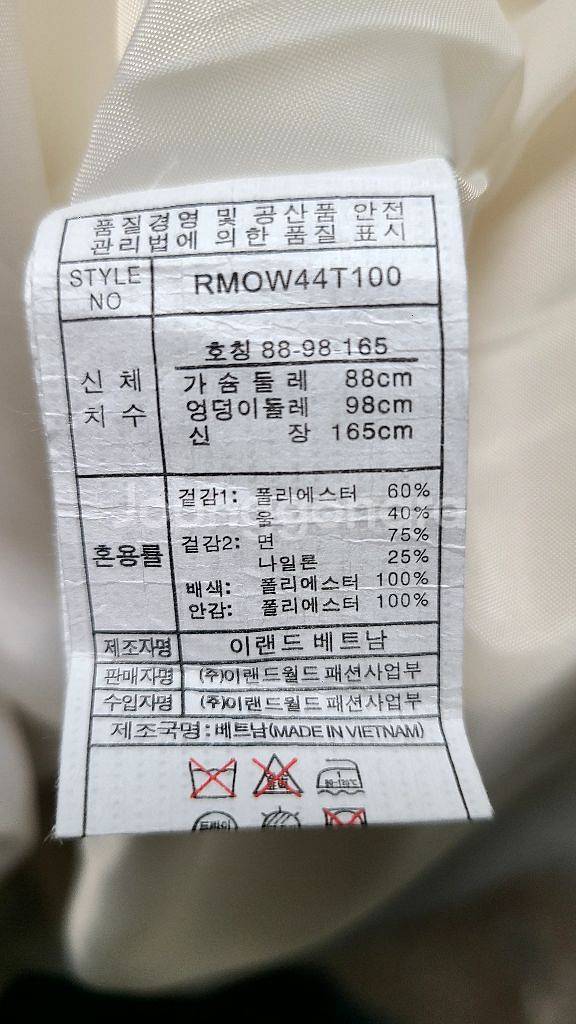 품질경영 및 공산품 안전
관리법에 의한 품질 표시
STYLE NO RMOW44T100
신체 치수
호칭 88-98-165
가슴둘레 88cm
엉덩이둘레 98cm
신장 165cm
혼용률
겉감1: 폴리에스터 60%
울 40%
겉감2: 면 75%
나일론 25%
배색: 폴리에스터 100%
안감: 폴리에스터 100%
제조자명 이랜드 베트남
판매자명 (주)이랜드월드 패션사업부
수입자명 (주)이랜드월드 패션사업부
제조국명: 베트남(MADE IN VIETNAM)
드라이